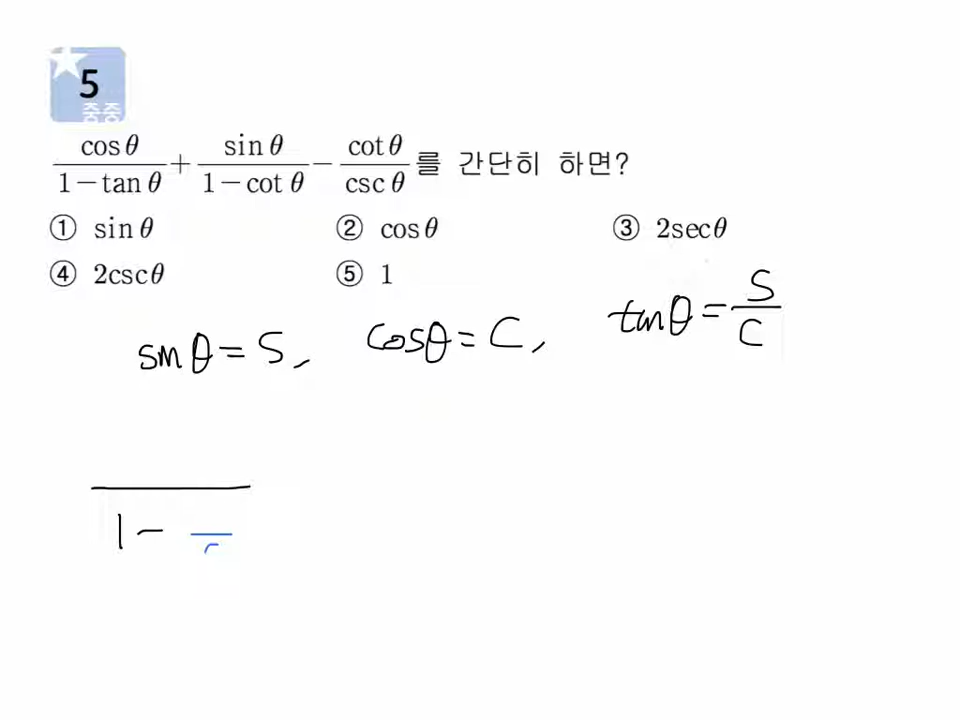 5
중중
cosθ/(1－tanθ) + sinθ/(1－cotθ) － cotθ/cscθ 를 간단히 하면?
① sinθ ② cosθ ③ 2secθ
④ 2cscθ ⑤ 1
sinθ = S, cosθ = C, tanθ = S/C
1 －